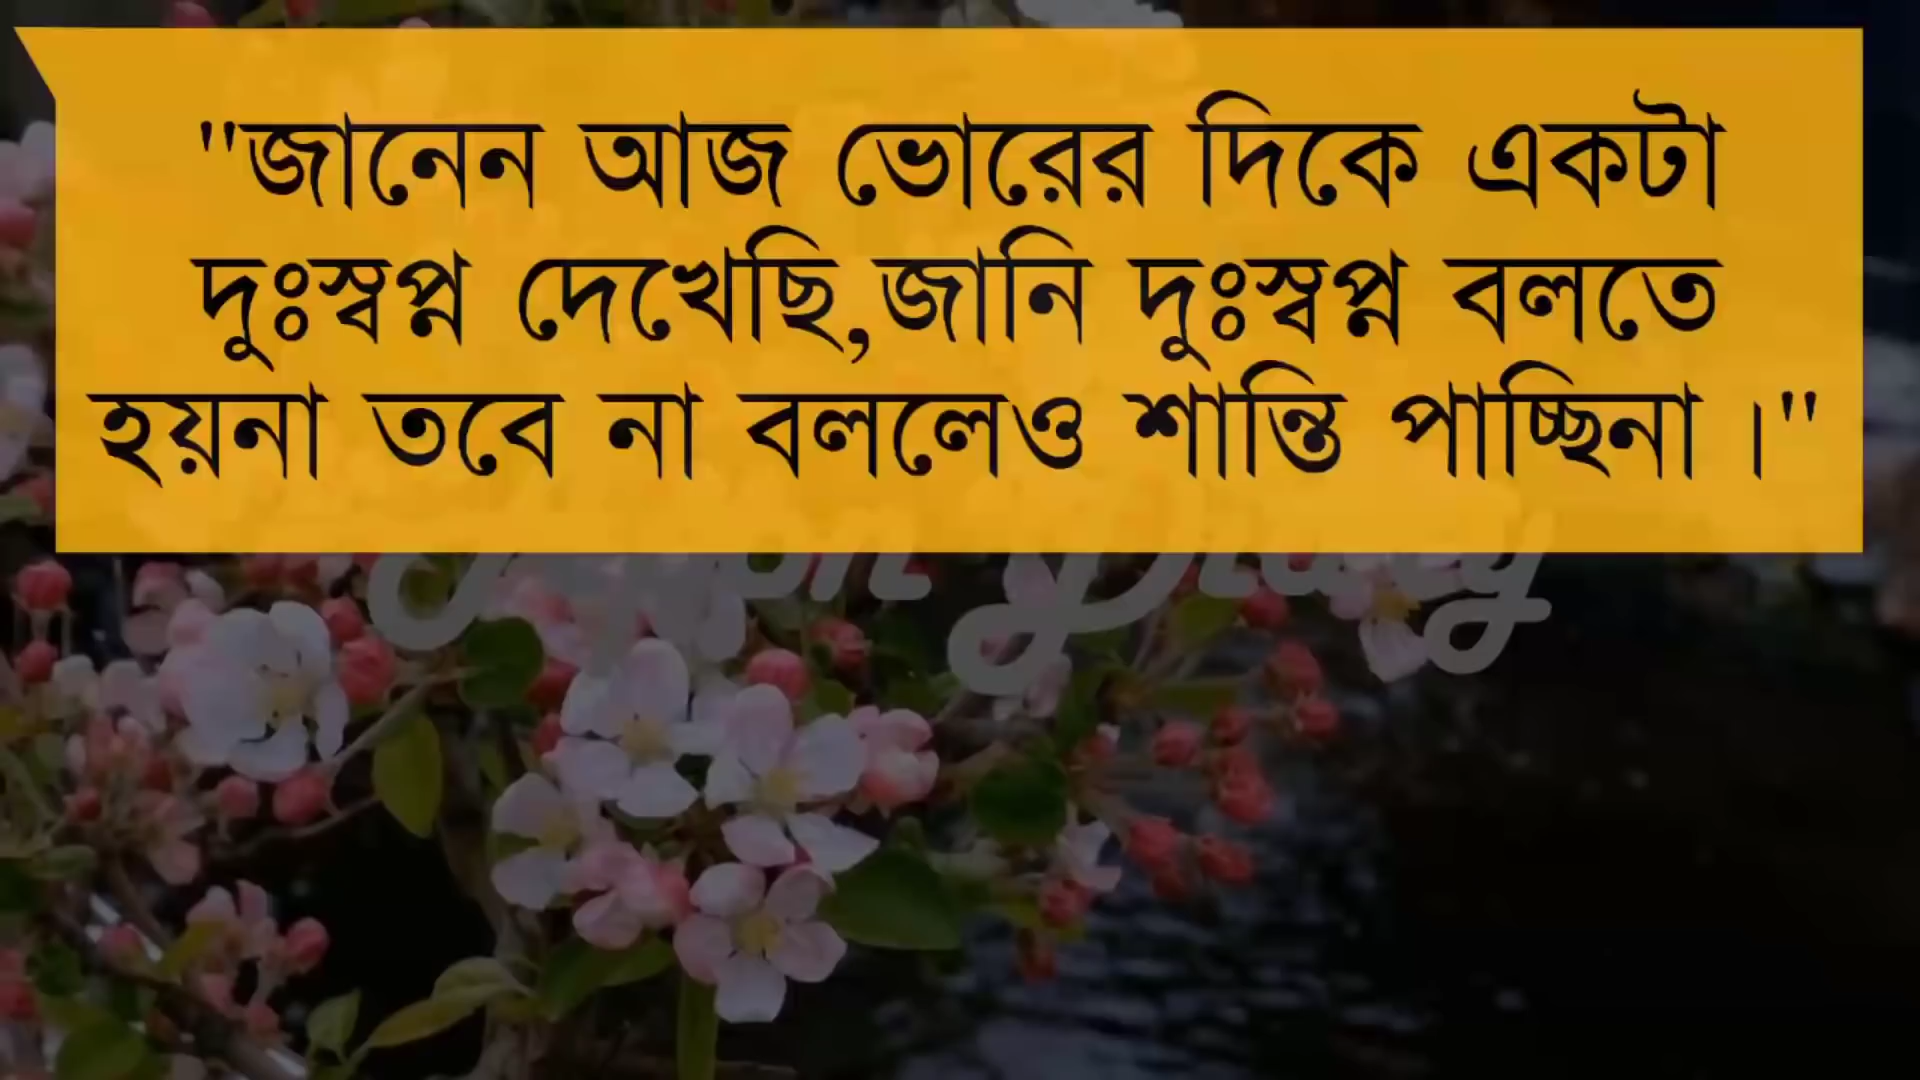 "জানেন আজ ভোরের দিকে একটা
দুঃস্বপ্ন দেখেছি,জানি দুঃস্বপ্ন বলতে
হয়না তবে না বললেও শান্তি পাচ্ছিনা ।"